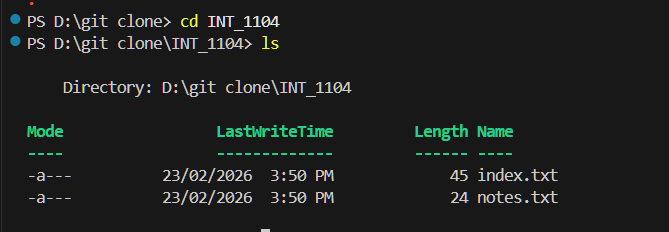 PS D:\git clone> cd INT_1104
PS D:\git clone\INT_1104> ls
Directory: D:\git clone\INT_1104
Mode LastWriteTime Length Name
---- ------------- ------ ----
-a--- 23/02/2026 3:50 PM 45 index.txt
-a--- 23/02/2026 3:50 PM 24 notes.txt